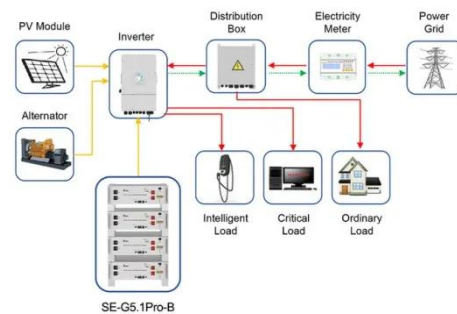 PV Module
Inverter
Distribution
Box
Electricity
Meter
Power
Grid
Alternator
Intelligent
Load
Critical
Load
Ordinary
Load
SE-G5.1Pro-B